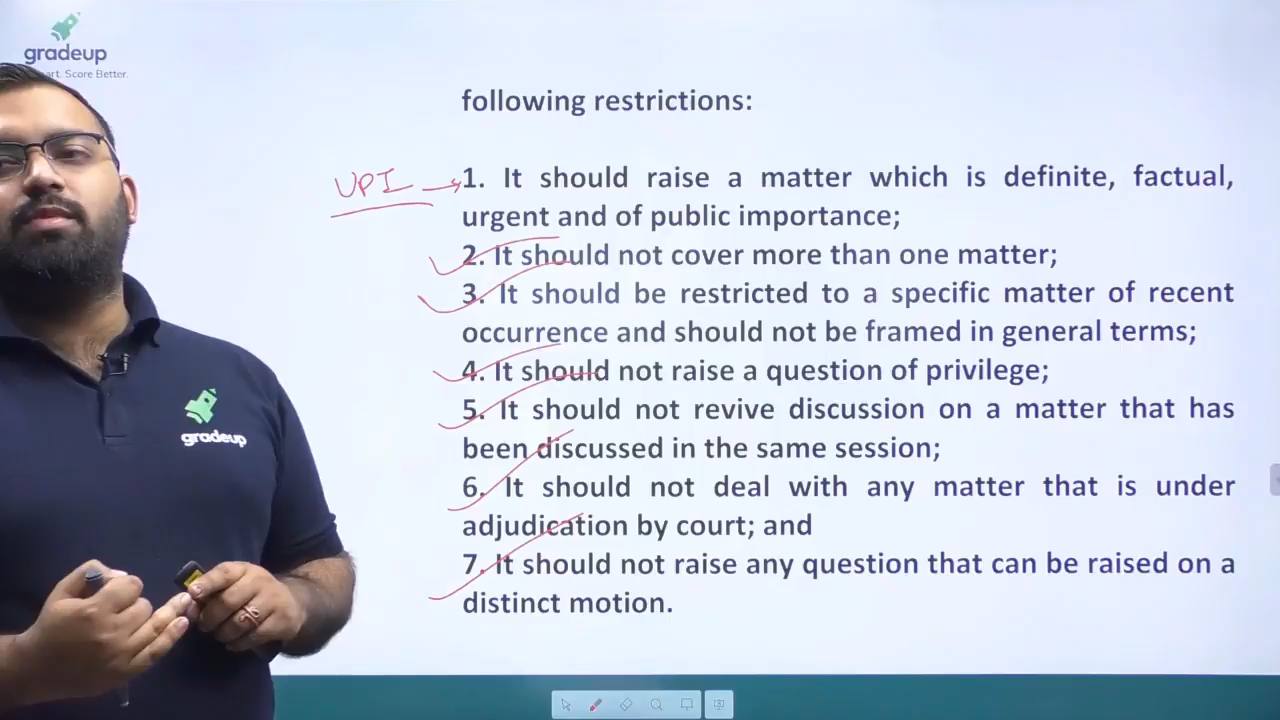 gradeup
art. Score Better.
following restrictions:
UPI
1. It should raise a matter which is definite, factual,
urgent and of public importance;
2. It should not cover more than one matter;
3. It should be restricted to a specific matter of recent
occurrence and should not be framed in general terms;
4. It should not raise a question of privilege;
5. It should not revive discussion on a matter that has
been discussed in the same session;
6. It should not deal with any matter that is under
adjudication by court; and
7. It should not raise any question that can be raised on a
distinct motion.
gradeup